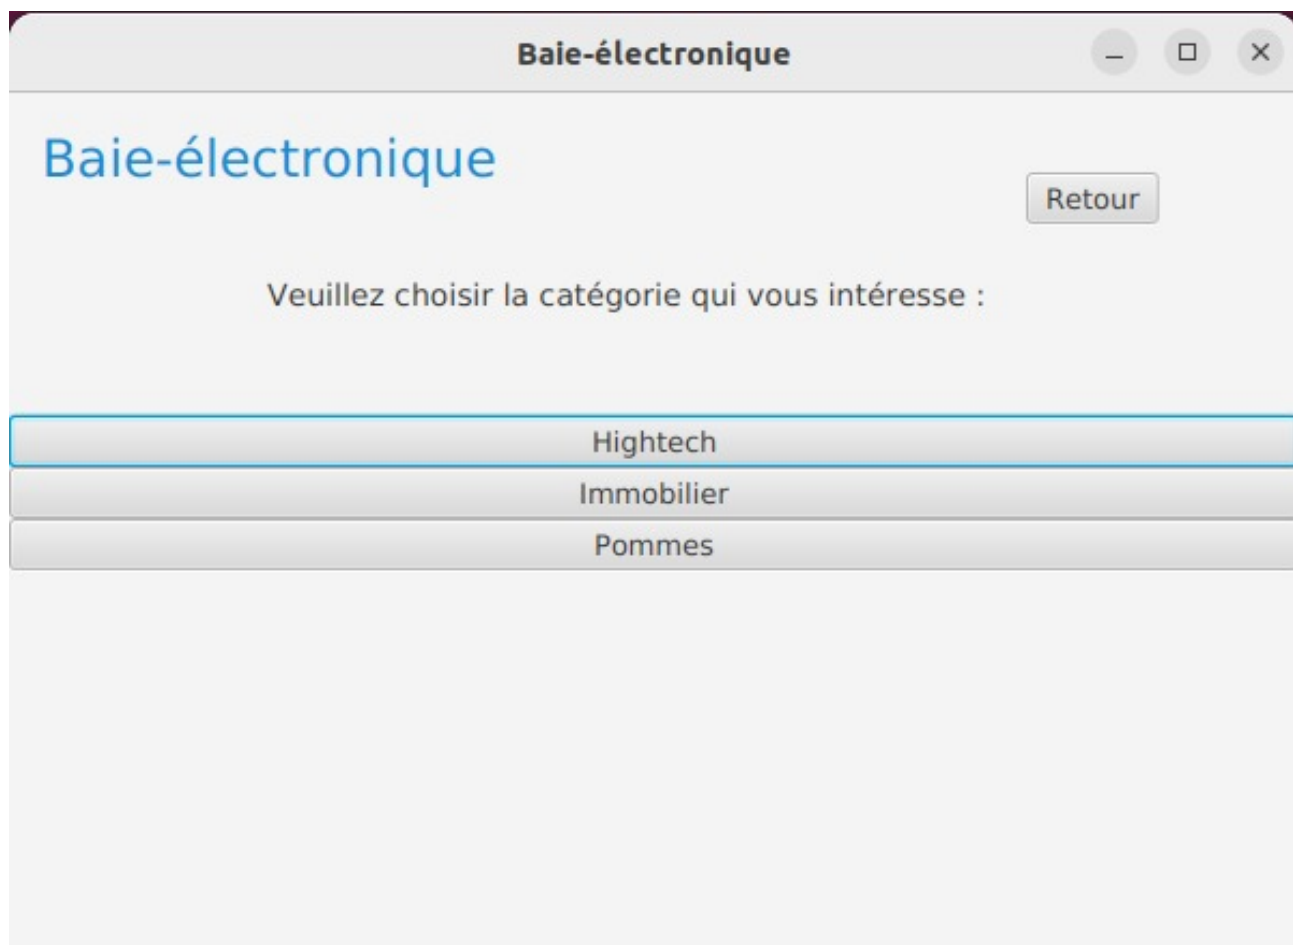 Baie-électronique
Baie-électronique
Retour
Veuillez choisir la catégorie qui vous intéresse :
Hightech
Immobilier
Pommes